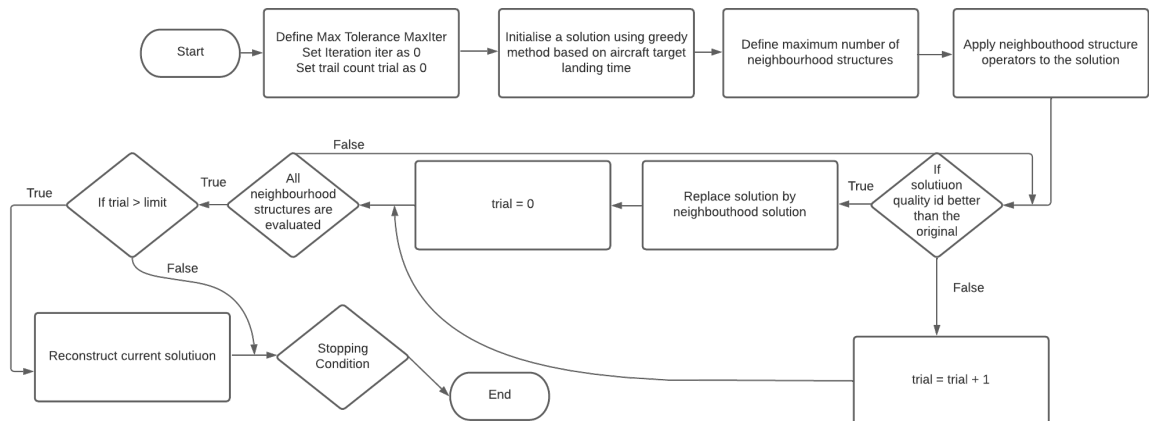 Start
Define Max Tolerance MaxIter
Set Iteration iter as 0
Set trail count trial as 0
Initialise a solution using greedy
method based on aircraft target
landing time
Define maximum number of
neighbourhood structures
Apply neighbouthood structure
operators to the solution
False
If
solutiuon
quality id better
than the
original
True
Replace solution by
neighbouthood solution
trial = 0
All
neighbourhood
structures are
evaluated
True
If trial > limit
True
False
False
Reconstruct current solutiuon
Stopping
Condition
End
trial = trial + 1